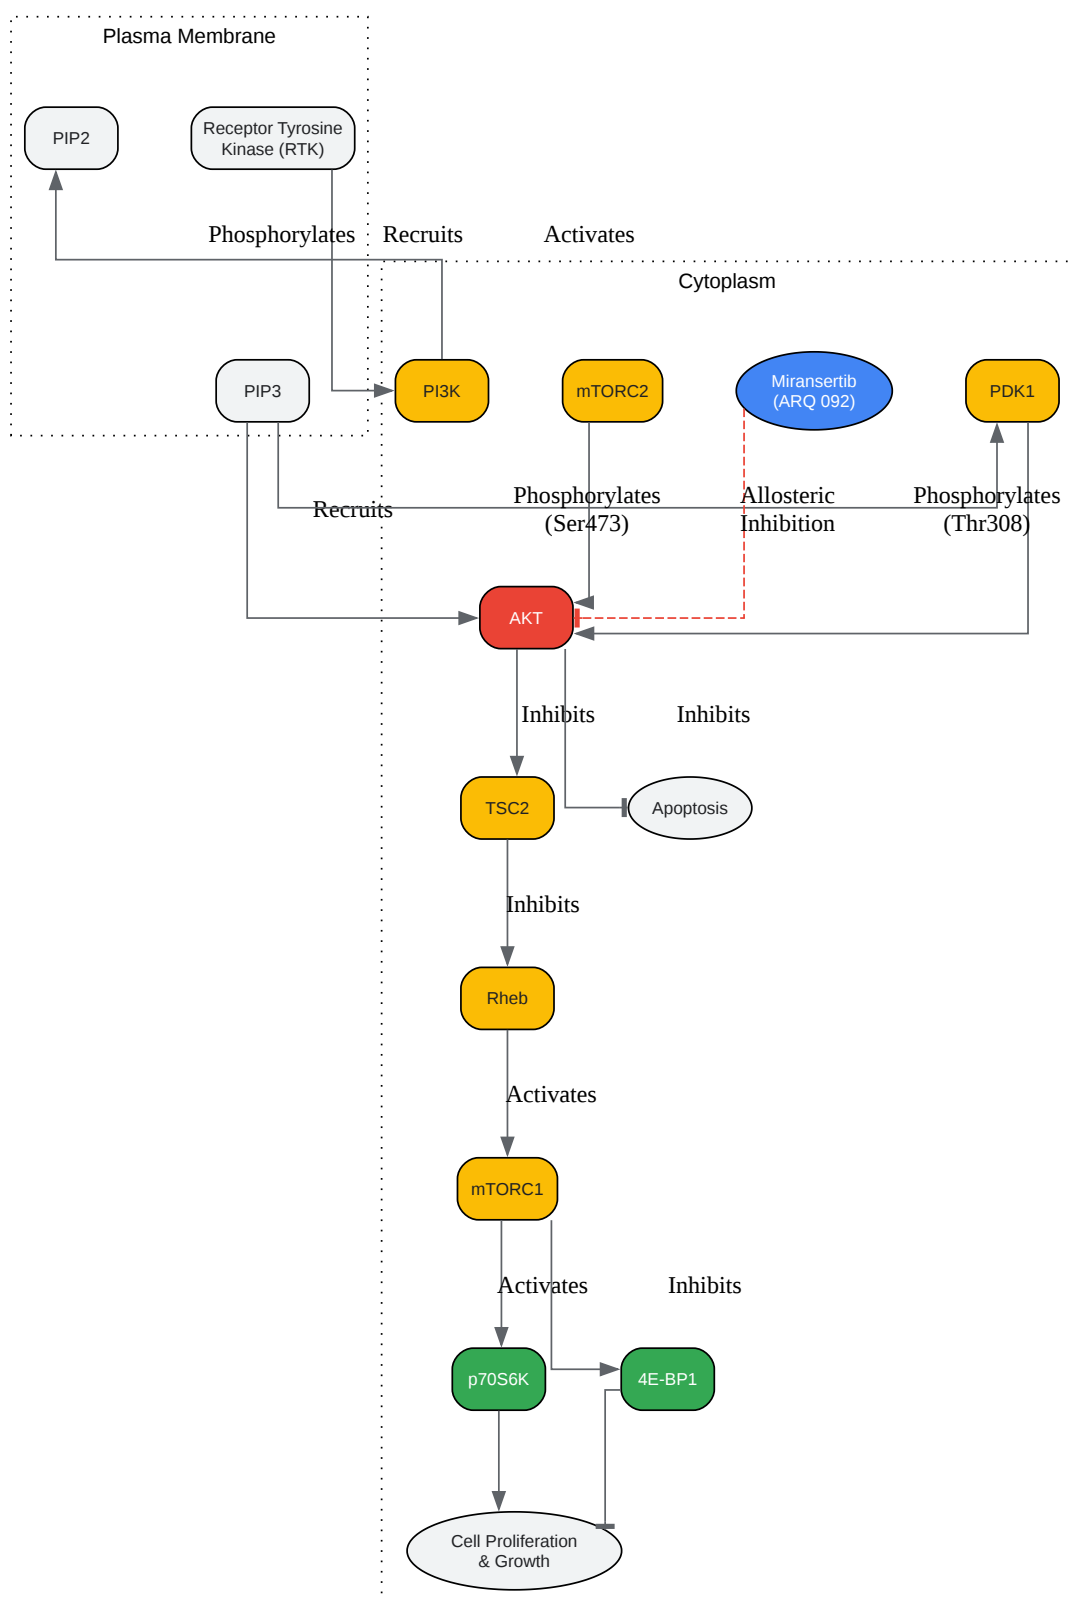 Plasma Membrane
PIP2
Receptor Tyrosine
Kinase (RTK)
Phosphorylates
Recruits
Activates
Cytoplasm
PIP3
PI3K
mTORC2
Miransertib
(ARQ 092)
PDK1
Recruits
Phosphorylates
(Ser473)
Allosteric
Inhibition
Phosphorylates
(Thr308)
AKT
Inhibits
Inhibits
TSC2
Apoptosis
Inhibits
Rheb
Activates
mTORC1
Activates
Inhibits
p70S6K
4E-BP1
Cell Proliferation
& Growth